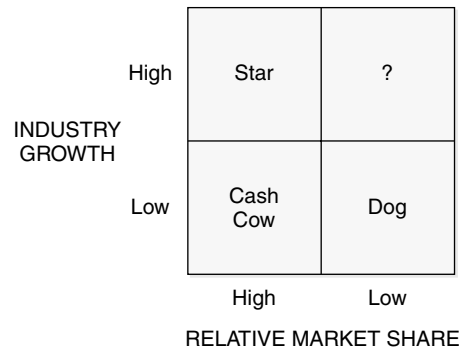 High
Star
?
INDUSTRY
GROWTH
Low
Cash
Cow
Dog
High
Low
RELATIVE MARKET SHARE